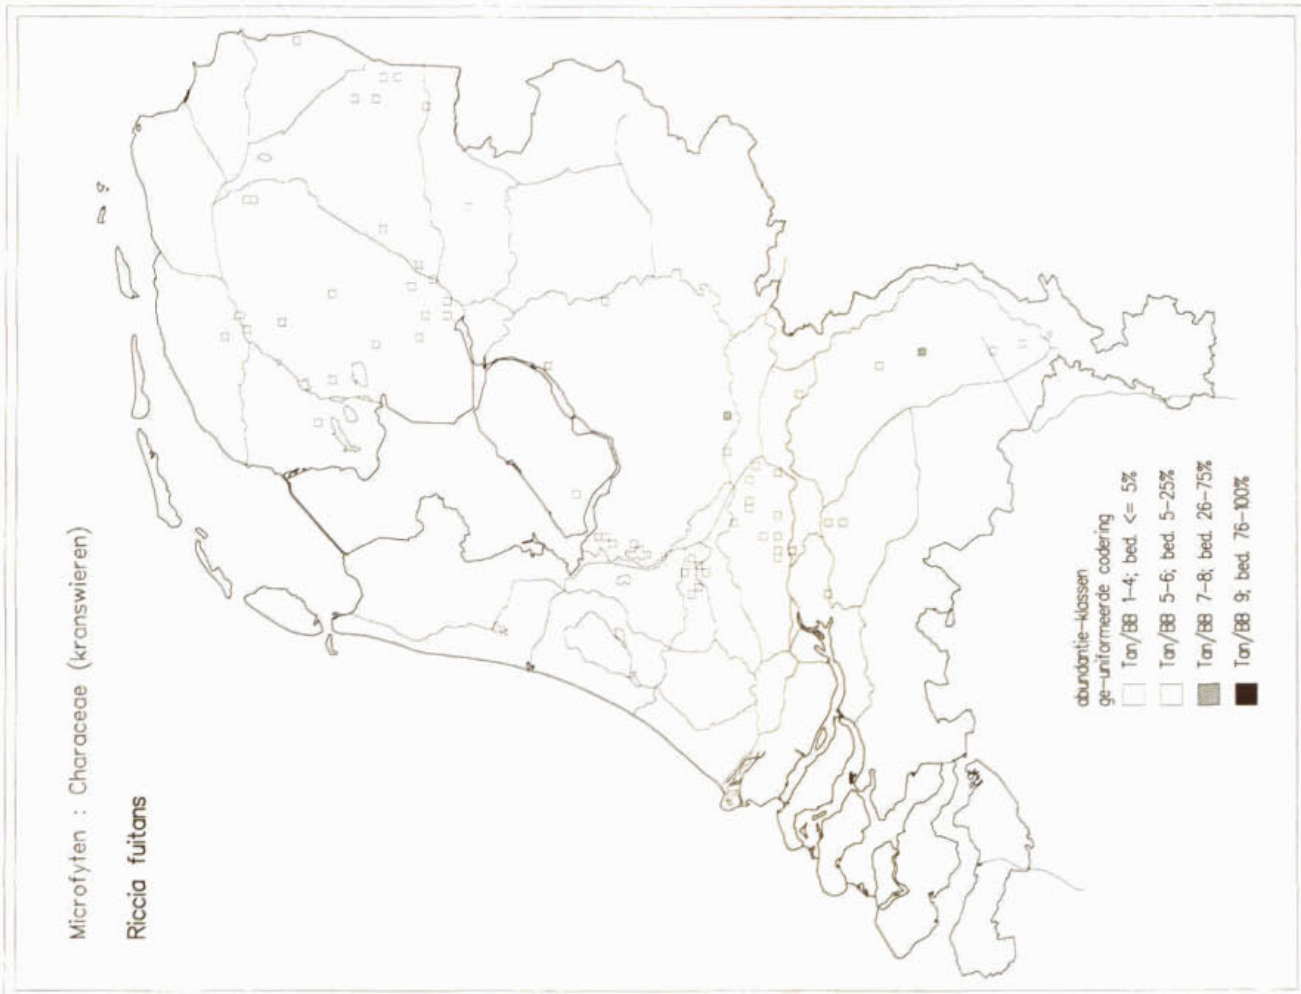 Microfyten : Characeae (kranswieren)
Riccia fuitans
abundantie-klassen
ge-uniformeerde codering
Tan/BB 1-4; bed. <= 5%
Tan/BB 5-6; bed. 5-25%
Tan/BB 7-8; bed. 26-75%
Tan/BB 9; bed. 76-100%